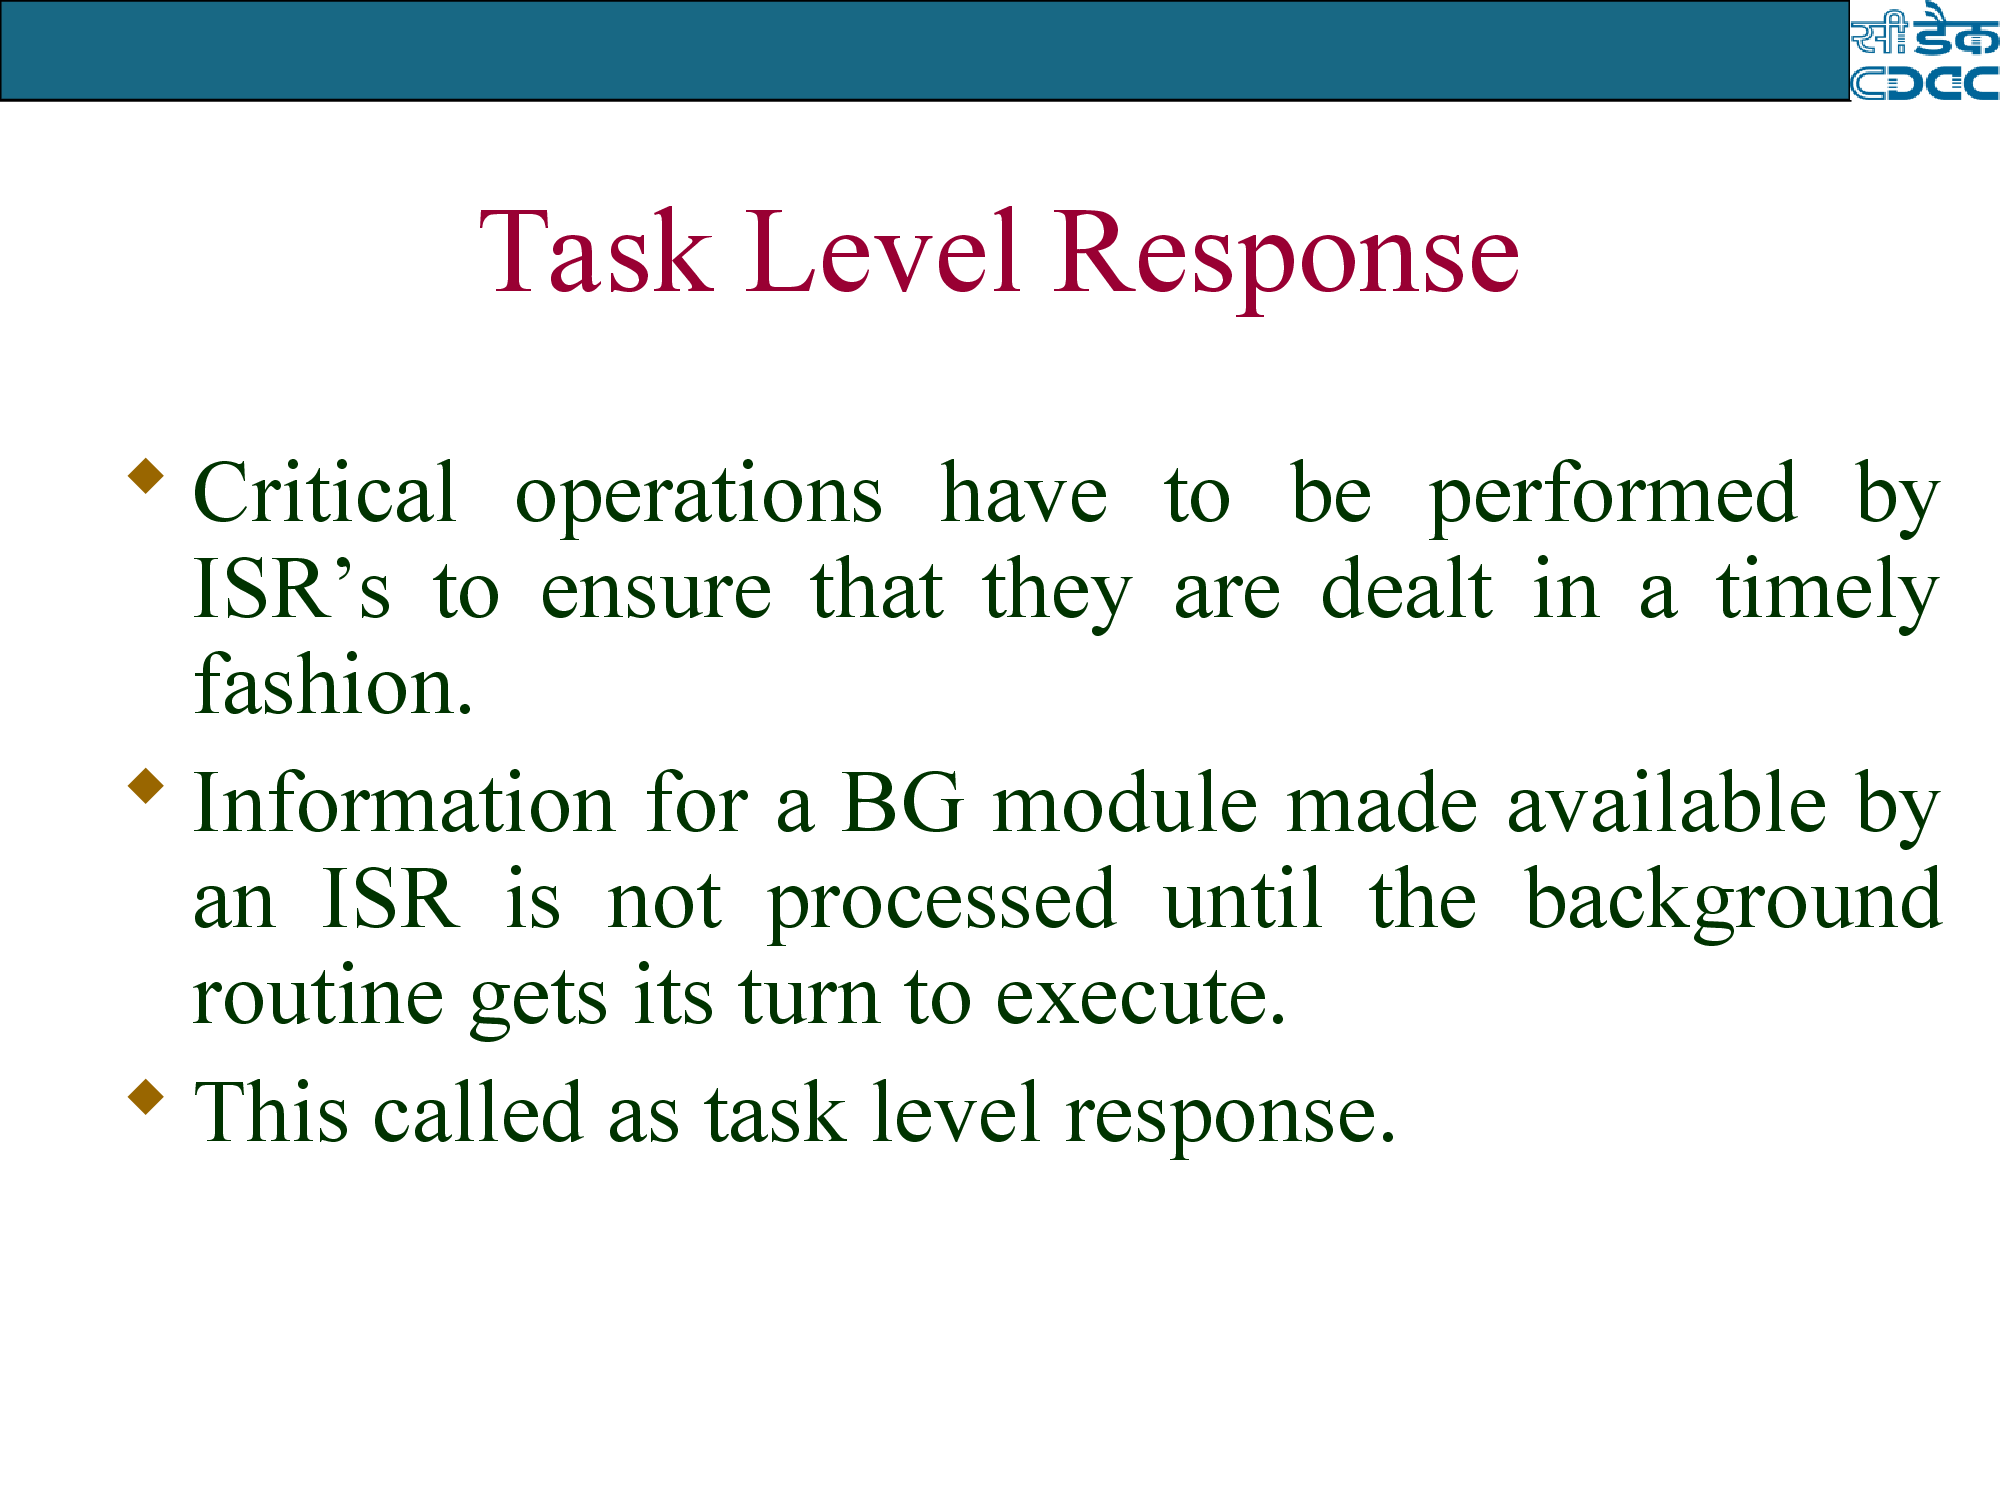 सी डैक
CDAC
Task Level Response
Critical operations have to be performed by
ISR’s to ensure that they are dealt in a timely
fashion.
Information for a BG module made available by
an ISR is not processed until the background
routine gets its turn to execute.
This called as task level response.